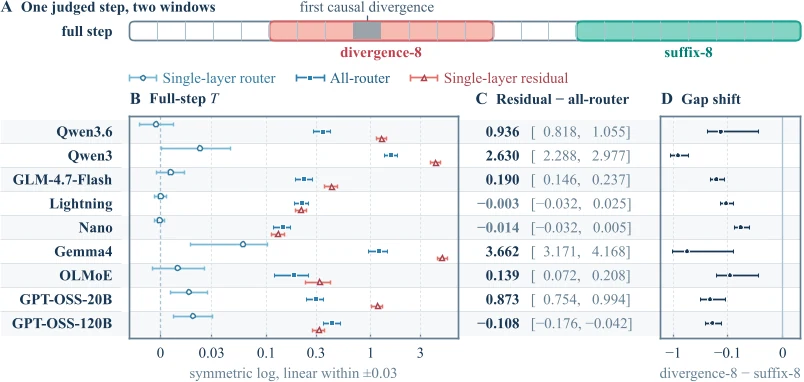 A One judged step, two windows
first causal divergence
full step
divergence-8
suffix-8
Single-layer router
All-router
Single-layer residual
B Full-step T
C Residual − all-router
D Gap shift
Qwen3.6 0.936 [ 0.818, 1.055]
Qwen3 2.630 [ 2.288, 2.977]
GLM-4.7-Flash 0.190 [ 0.146, 0.237]
Lightning −0.003 [−0.032, 0.025]
Nano −0.014 [−0.032, 0.005]
Gemma4 3.662 [ 3.171, 4.168]
OLMoE 0.139 [ 0.072, 0.208]
GPT-OSS-20B 0.873 [ 0.754, 0.994]
GPT-OSS-120B −0.108 [−0.176, −0.042]
0 0.03 0.1 0.3 1 3
−1 −0.1 0
symmetric log, linear within ±0.03
divergence-8 − suffix-8